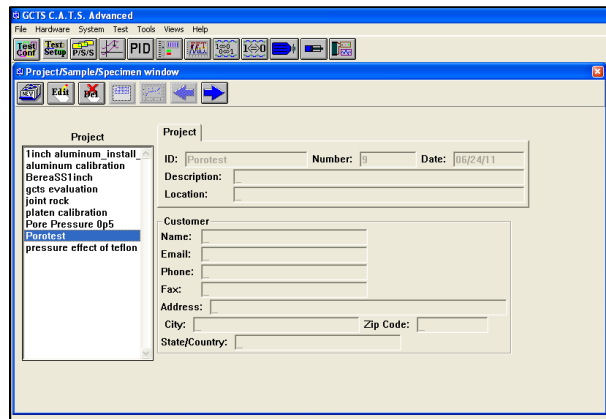 GCTS C.A.T.S. Advanced
File Hardware System Test Tools Views Help
Test Conf Test Setup P/S/S PID
Project/Sample/Specimen window
Edit Del
Project
1inch aluminum_install_
aluminum calibration
BereaSS1inch
gcts evaluation
joint rock
platen calibration
Pore Pressure 0p5
Porotest
pressure effect of teflon
Project
ID: Porotest Number: 9 Date: 06/24/11
Description:
Location:
Customer
Name:
Email:
Phone:
Fax:
Address:
City: Zip Code:
State/Country: